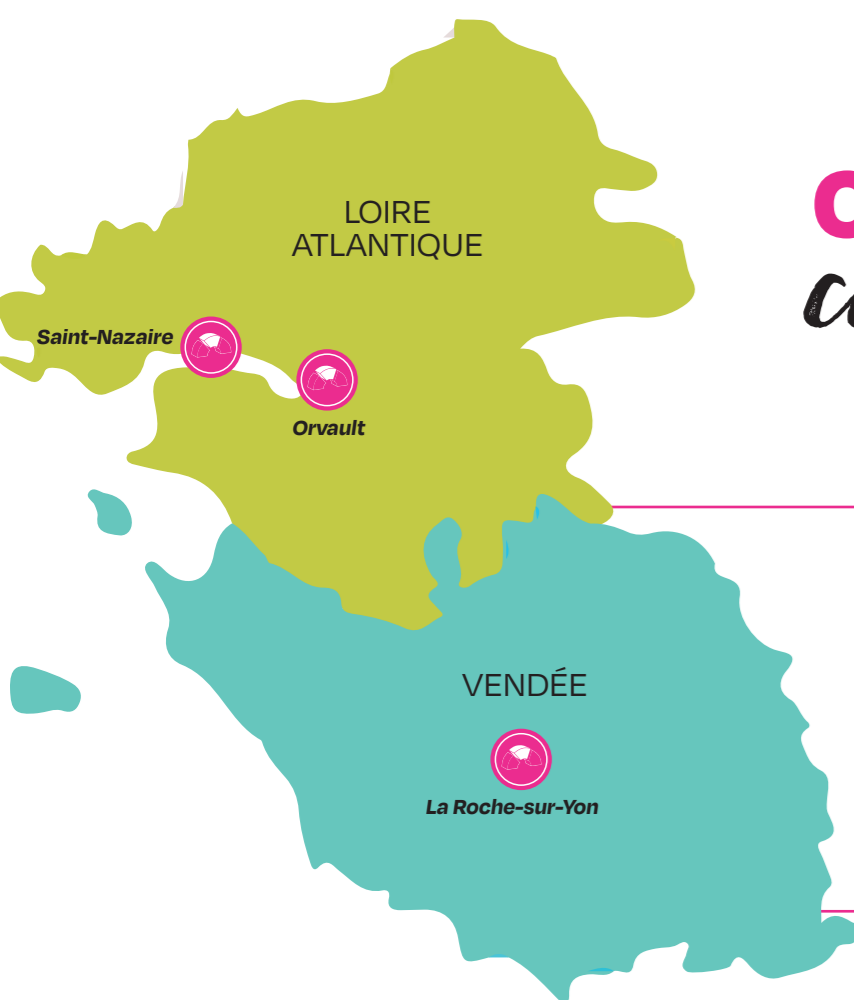 LOIRE
ATLANTIQUE
Saint-Nazaire
Orvault
VENDÉE
La Roche-sur-Yon